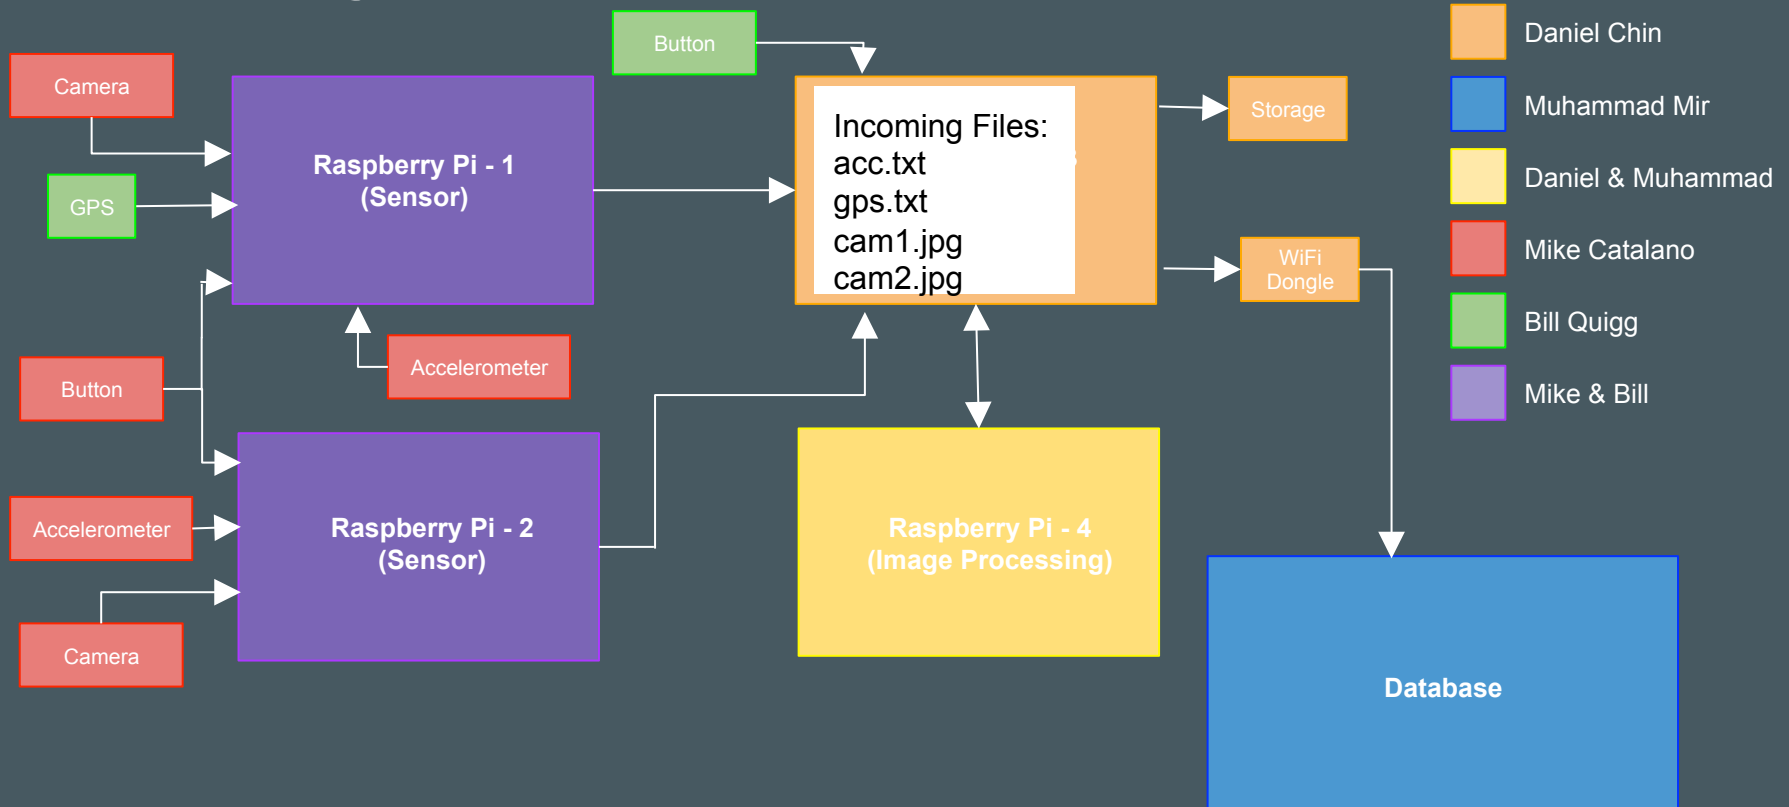 Camera
GPS
Button
Accelerometer
Camera
Raspberry Pi - 1
(Sensor)
Accelerometer
Raspberry Pi - 2
(Sensor)
Button
Incoming Files:
acc.txt
gps.txt
cam1.jpg
cam2.jpg
Storage
WiFi
Dongle
Raspberry Pi - 4
(Image Processing)
Database
Daniel Chin
Muhammad Mir
Daniel & Muhammad
Mike Catalano
Bill Quigg
Mike & Bill